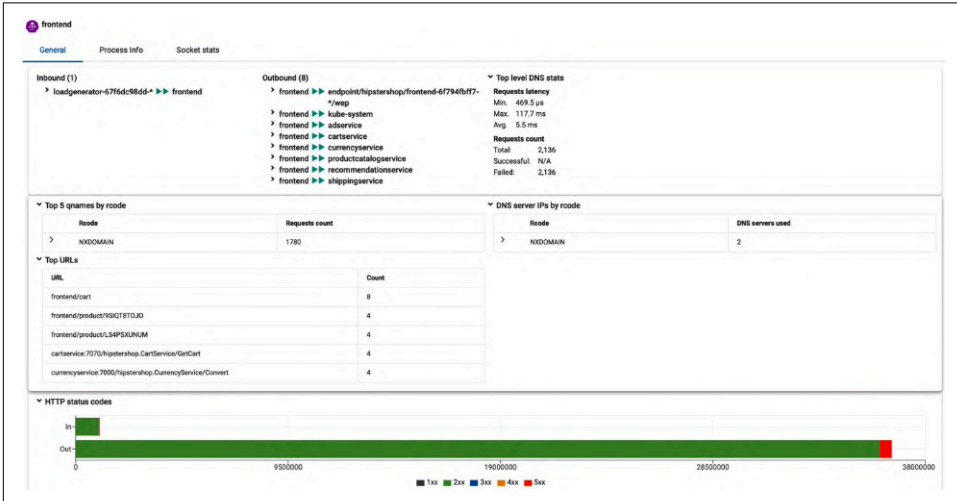 frontend
General Process Info Socket stats
Inbound (1)
loadgenerator-67f6dc98dd-* ▶▶ frontend
Outbound (8)
frontend ▶▶ endpoint/hipstershop/frontend-6f794fbff7-
*/wep
frontend ▶▶ kube-system
frontend ▶▶ adservice
frontend ▶▶ cartservice
frontend ▶▶ currencyservice
frontend ▶▶ productcatalogservice
frontend ▶▶ recommendationservice
frontend ▶▶ shippingservice
Top level DNS stats
Requests latency
Min. 469.5 µs
Max. 117.7 ms
Avg. 5.5 ms
Requests count
Total: 2,136
Successful: N/A
Failed: 2,136
Top 5 qnames by rcode
Rcode Requests count
NXDOMAIN 1780
DNS server IPs by rcode
Rcode DNS servers used
NXDOMAIN 2
Top URLs
URL Count
frontend/cart 8
frontend/product/9SIQT8TOJO 4
frontend/product/LS4PSXUNUM 4
cartservice:7070/hipstershop.CartService/GetCart 4
currencyservice:7000/hipstershop.CurrencyService/Convert 4
HTTP status codes
In
Out
0 9500000 19000000 28500000 38000000
1xx 2xx 3xx 4xx 5xx